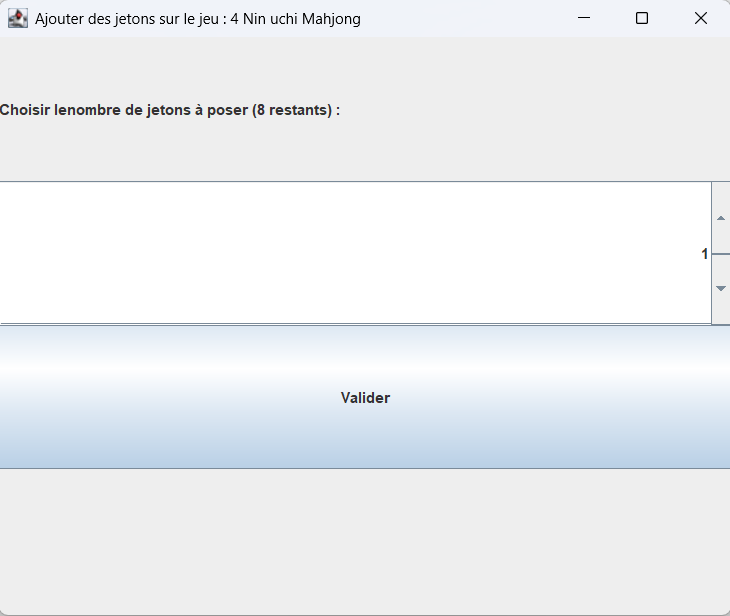 Ajouter des jetons sur le jeu : 4 Nin uchi Mahjong
Choisir lenombre de jetons à poser (8 restants) :
1
Valider